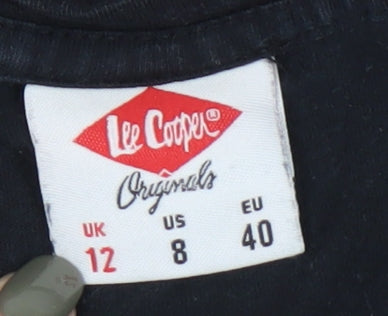 Lee Cooper
Originals
UK US EU
12 8 40